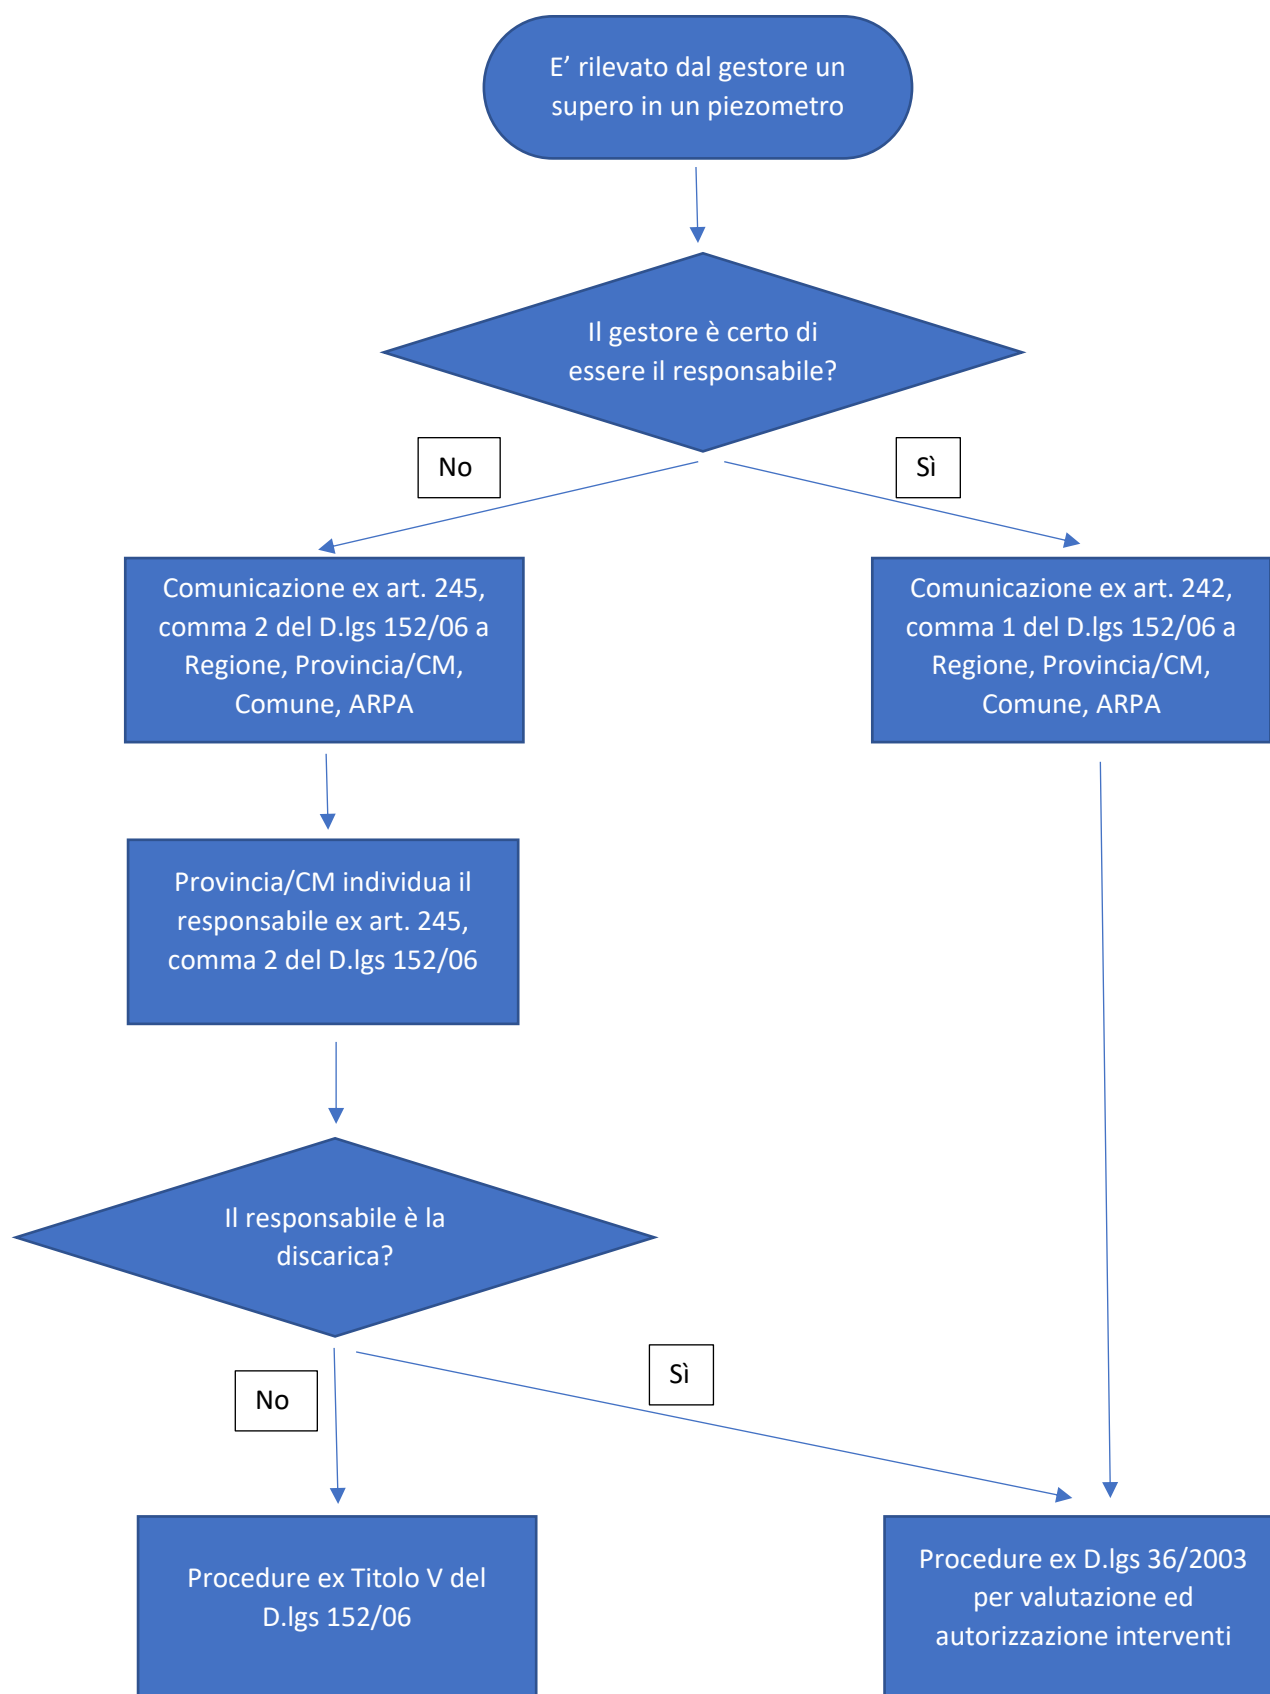 E’ rilevato dal gestore un
supero in un piezometro
Il gestore è certo di
essere il responsabile?
No
Sì
Comunicazione ex art. 245,
comma 2 del D.lgs 152/06 a
Regione, Provincia/CM,
Comune, ARPA
Comunicazione ex art. 242,
comma 1 del D.lgs 152/06 a
Regione, Provincia/CM,
Comune, ARPA
Provincia/CM individua il
responsabile ex art. 245,
comma 2 del D.lgs 152/06
Il responsabile è la
discarica?
No
Sì
Procedure ex Titolo V del
D.lgs 152/06
Procedure ex D.lgs 36/2003
per valutazione ed
autorizzazione interventi